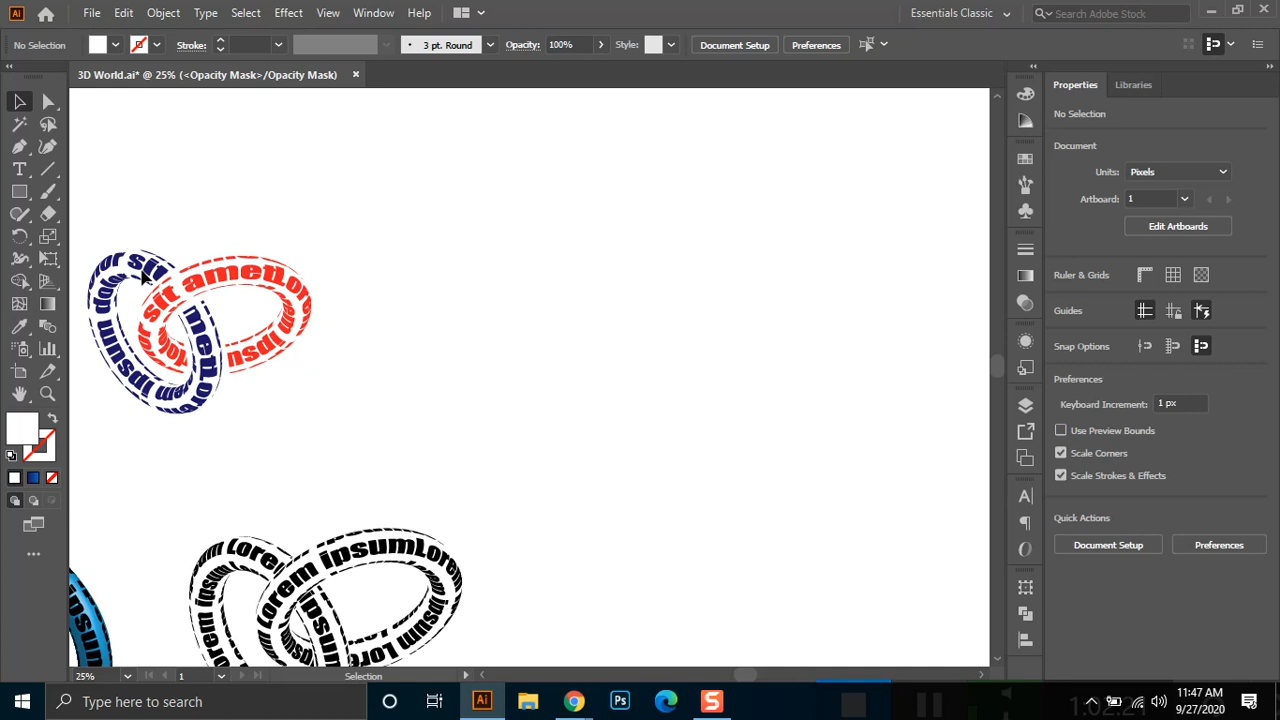 File Edit Object Type Select Effect View Window Help Essentials Classic Search Adobe Stock
No Selection Stroke: 3 pt. Round Opacity: 100% Style: Document Setup Preferences
3D World.ai* @ 25% (<Opacity Mask>/Opacity Mask)
Properties Libraries
No Selection
Document
Units: Pixels
Artboard: 1
Edit Artboards
Ruler & Grids
Guides
Snap Options
Preferences
Keyboard Increment: 1 px
Use Preview Bounds
Scale Corners
Scale Strokes & Effects
Quick Actions
Document Setup Preferences
sit ametLorem
Lorem ipsumLorem
25% 1 Selection
Type here to search
1:47 AM
9/27/2020